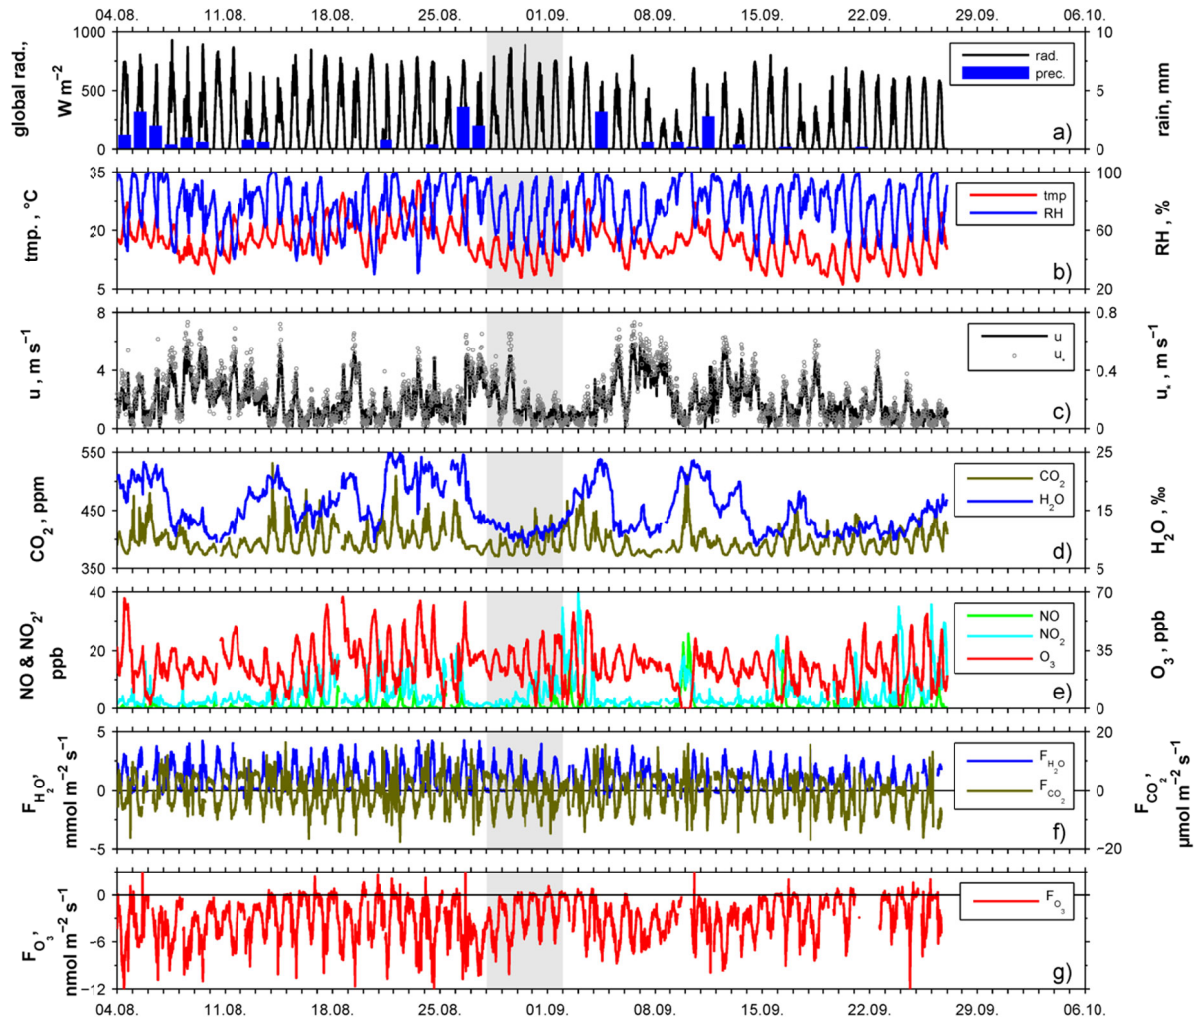 04.08. 11.08. 18.08. 25.08. 01.09. 08.09. 15.09. 22.09. 29.09. 06.10.
global rad.,
W m−2
1000
500
0
10
5
0
rain, mm
rad.
prec.
a)
tmp. , °C
35
20
5
100
60
20
RH , %
tmp
RH
b)
u , m s−1
8
4
0
0.8
0.4
0
u*, m s−1
u
u*
c)
CO2, ppm
550
450
350
25
15
5
H2O , ‰
CO2
H2O
d)
NO & NO2,
ppb
40
20
0
70
35
0
O3 , ppb
NO
NO2
O3
e)
FH2O,
mmol m−2 s−1
5
0
−5
20
0
−20
FCO2,
μmol m−2 s−1
FH2O
FCO2
f)
FO3,
nmol m−2 s−1
0
−6
−12
FO3
g)
04.08. 11.08. 18.08. 25.08. 01.09. 08.09. 15.09. 22.09. 29.09. 06.10.